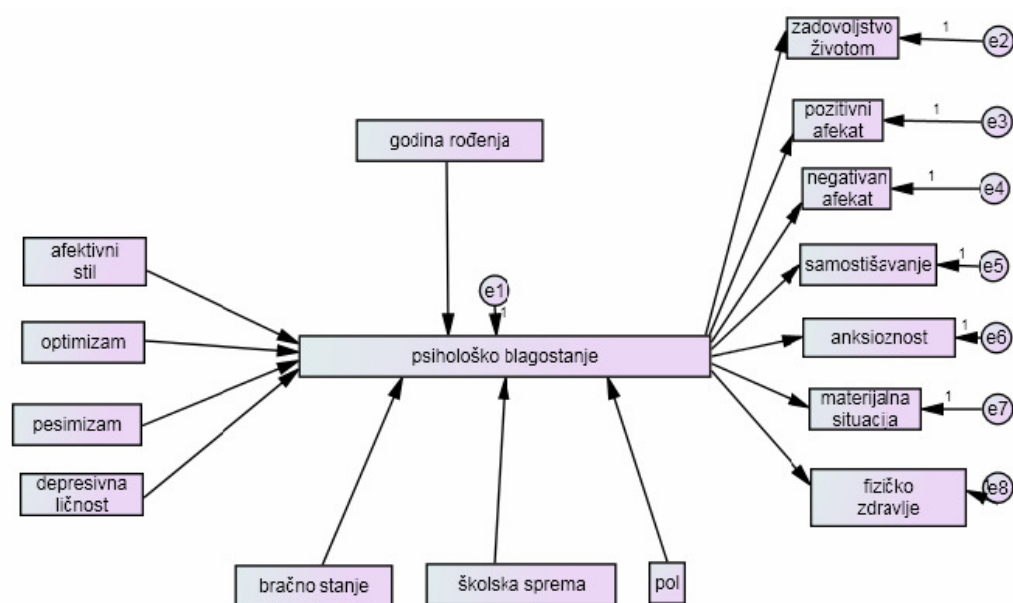 zadovoljstvo
životom
1
e2
pozitivni
afekat
1
e3
godina rođenja
negativan
afekat
1
e4
afektivni
stil
samostišavanje
1
e5
e1
1
optimizam
psihološko blagostanje
anksioznost
1
e6
materijalna
situacija
1
e7
pesimizam
depresivna
ličnost
fizičko
zdravlje
e8
bračno stanje
školska sprema
pol